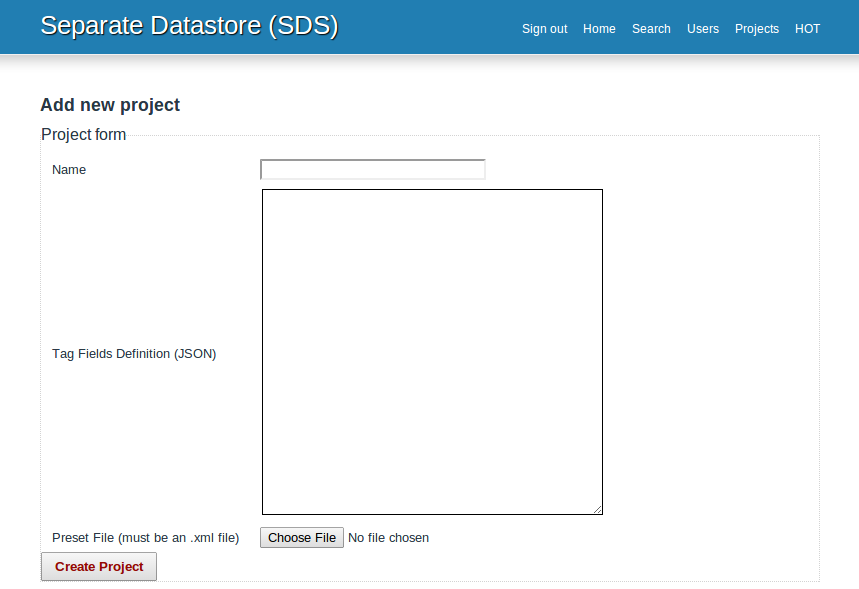 Separate Datastore (SDS)
Sign out Home Search Users Projects HOT
Add new project
Project form
Name
Tag Fields Definition (JSON)
Preset File (must be an .xml file) Choose File No file chosen
Create Project